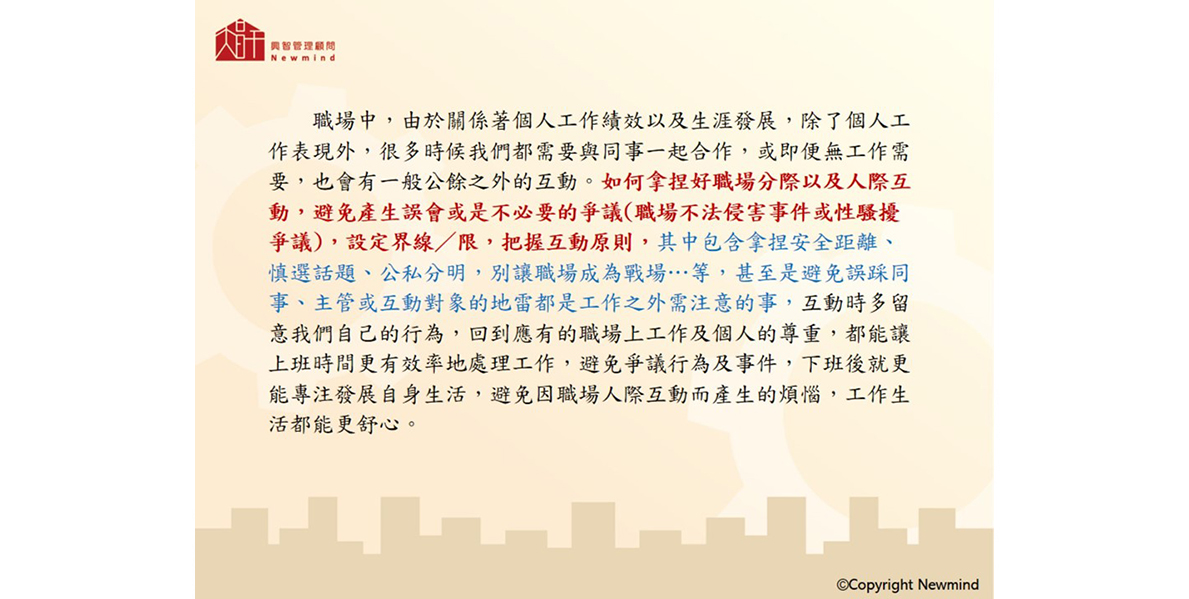 興智管理顧問
Newmind
職場中，由於關係著個人工作績效以及生涯發展，除了個人工
作表現外，很多時候我們都需要與同事一起合作，或即便無工作需
要，也會有一般公餘之外的互動。如何拿捏好職場分際以及人際互
動，避免產生誤會或是不必要的爭議(職場不法侵害事件或性騷擾
爭議)，設定界線／限，把握互動原則，其中包含拿捏安全距離、
慎選話題、公私分明，別讓職場成為戰場…等，甚至是避免誤踩同
事、主管或互動對象的地雷都是工作之外需注意的事，互動時多留
意我們自己的行為，回到應有的職場上工作及個人的尊重，都能讓
上班時間更有效率地處理工作，避免爭議行為及事件，下班後就更
能專注發展自身生活，避免因職場人際互動而產生的煩惱，工作生
活都能更舒心。
©Copyright Newmind